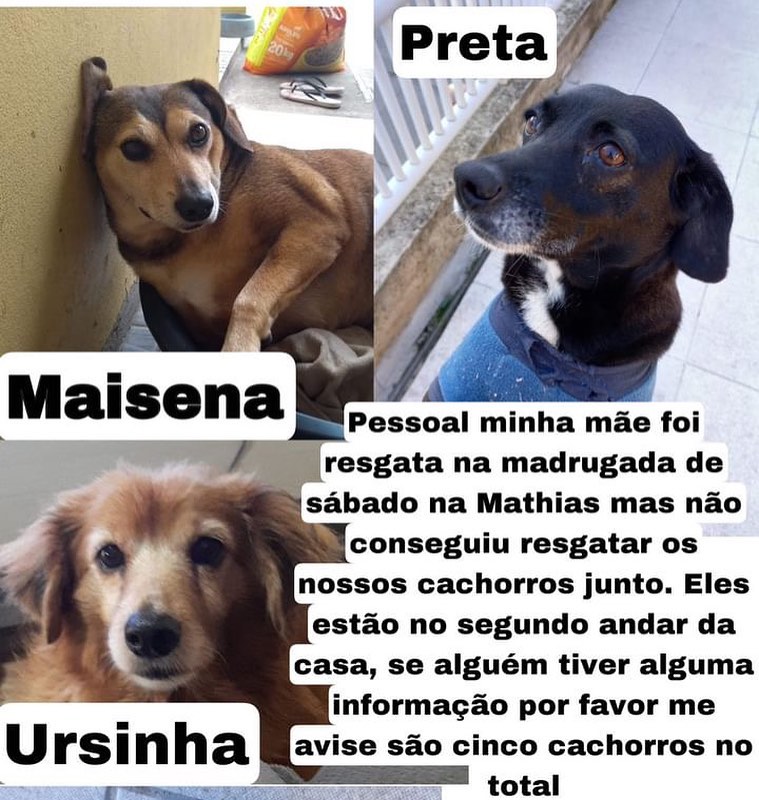 20kg
Preta
Maisena
Pessoal minha mãe foi
resgata na madrugada de
sábado na Mathias mas não
conseguiu resgatar os
nossos cachorros junto. Eles
estão no segundo andar da
casa, se alguém tiver alguma
informação por favor me
avise são cinco cachorros no
total
Ursinha